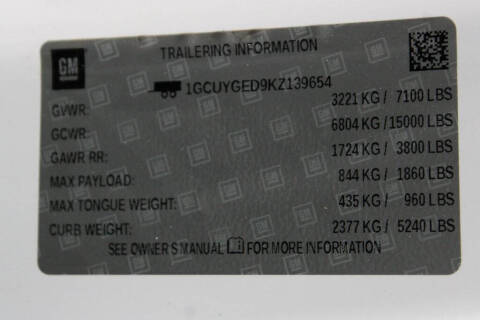 GM
TRAILERING INFORMATION
1GCUYGED9KZ139654
GVWR: 3221 KG / 7100 LBS
GCWR: 6804 KG / 15000 LBS
GAWR RR: 1724 KG / 3800 LBS
MAX PAYLOAD: 844 KG / 1860 LBS
MAX TONGUE WEIGHT: 435 KG / 960 LBS
CURB WEIGHT: 2377 KG / 5240 LBS
SEE OWNER'S MANUAL FOR MORE INFORMATION